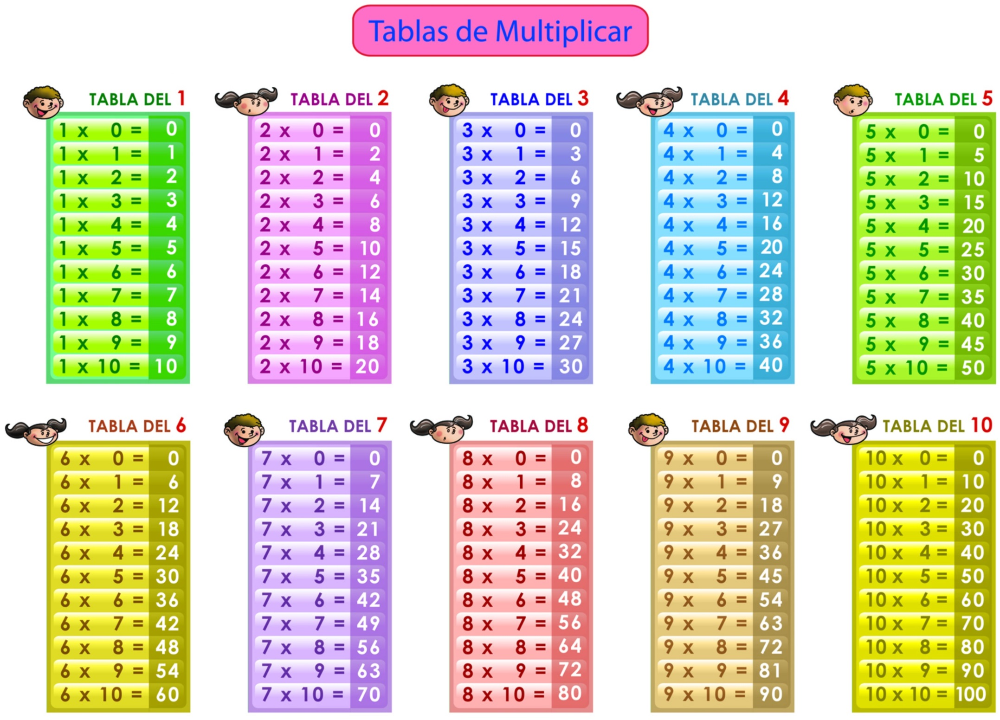 Tablas de Multiplicar
TABLA DEL 1
1 x 0 = 0
1 x 1 = 1
1 x 2 = 2
1 x 3 = 3
1 x 4 = 4
1 x 5 = 5
1 x 6 = 6
1 x 7 = 7
1 x 8 = 8
1 x 9 = 9
1 x 10 = 10
TABLA DEL 2
2 x 0 = 0
2 x 1 = 2
2 x 2 = 4
2 x 3 = 6
2 x 4 = 8
2 x 5 = 10
2 x 6 = 12
2 x 7 = 14
2 x 8 = 16
2 x 9 = 18
2 x 10 = 20
TABLA DEL 3
3 x 0 = 0
3 x 1 = 3
3 x 2 = 6
3 x 3 = 9
3 x 4 = 12
3 x 5 = 15
3 x 6 = 18
3 x 7 = 21
3 x 8 = 24
3 x 9 = 27
3 x 10 = 30
TABLA DEL 4
4 x 0 = 0
4 x 1 = 4
4 x 2 = 8
4 x 3 = 12
4 x 4 = 16
4 x 5 = 20
4 x 6 = 24
4 x 7 = 28
4 x 8 = 32
4 x 9 = 36
4 x 10 = 40
TABLA DEL 5
5 x 0 = 0
5 x 1 = 5
5 x 2 = 10
5 x 3 = 15
5 x 4 = 20
5 x 5 = 25
5 x 6 = 30
5 x 7 = 35
5 x 8 = 40
5 x 9 = 45
5 x 10 = 50
TABLA DEL 6
6 x 0 = 0
6 x 1 = 6
6 x 2 = 12
6 x 3 = 18
6 x 4 = 24
6 x 5 = 30
6 x 6 = 36
6 x 7 = 42
6 x 8 = 48
6 x 9 = 54
6 x 10 = 60
TABLA DEL 7
7 x 0 = 0
7 x 1 = 7
7 x 2 = 14
7 x 3 = 21
7 x 4 = 28
7 x 5 = 35
7 x 6 = 42
7 x 7 = 49
7 x 8 = 56
7 x 9 = 63
7 x 10 = 70
TABLA DEL 8
8 x 0 = 0
8 x 1 = 8
8 x 2 = 16
8 x 3 = 24
8 x 4 = 32
8 x 5 = 40
8 x 6 = 48
8 x 7 = 56
8 x 8 = 64
8 x 9 = 72
8 x 10 = 80
TABLA DEL 9
9 x 0 = 0
9 x 1 = 9
9 x 2 = 18
9 x 3 = 27
9 x 4 = 36
9 x 5 = 45
9 x 6 = 54
9 x 7 = 63
9 x 8 = 72
9 x 9 = 81
9 x 10 = 90
TABLA DEL 10
10 x 0 = 0
10 x 1 = 10
10 x 2 = 20
10 x 3 = 30
10 x 4 = 40
10 x 5 = 50
10 x 6 = 60
10 x 7 = 70
10 x 8 = 80
10 x 9 = 90
10 x 10 = 100